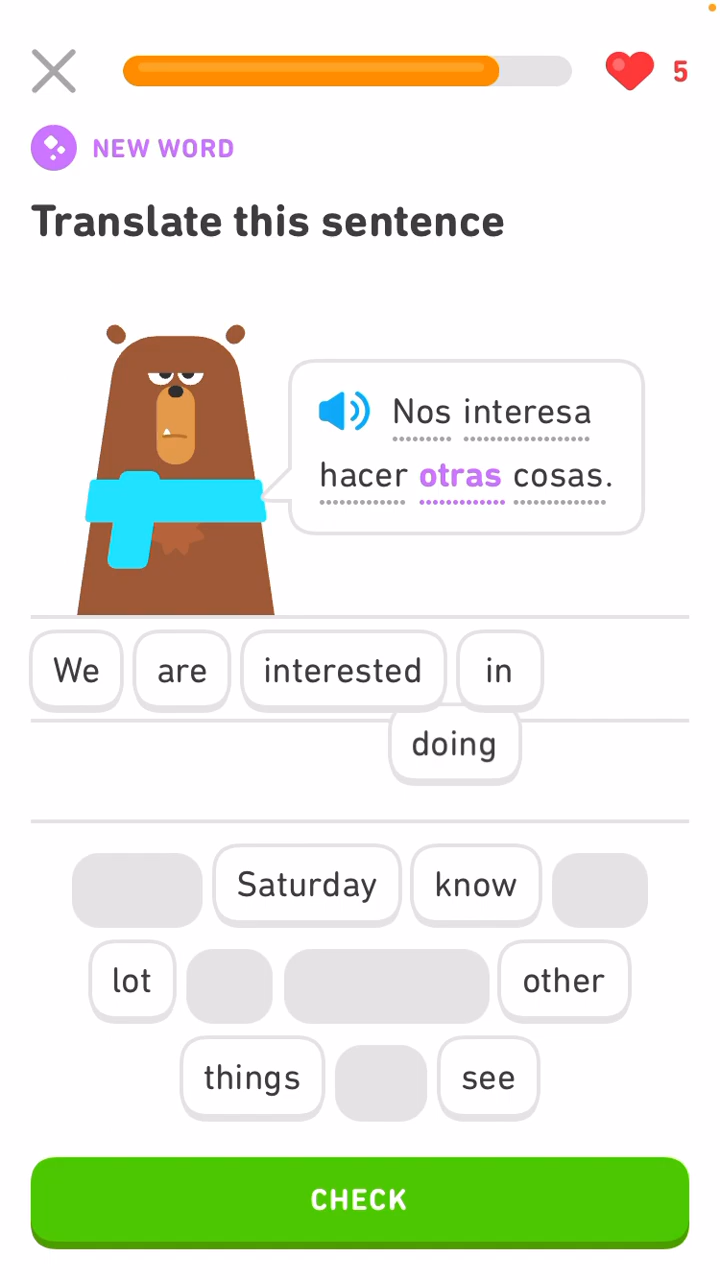 5
NEW WORD
Translate this sentence
Nos interesa
hacer otras cosas.
We are interested in
doing
Saturday know
lot other
things see
CHECK